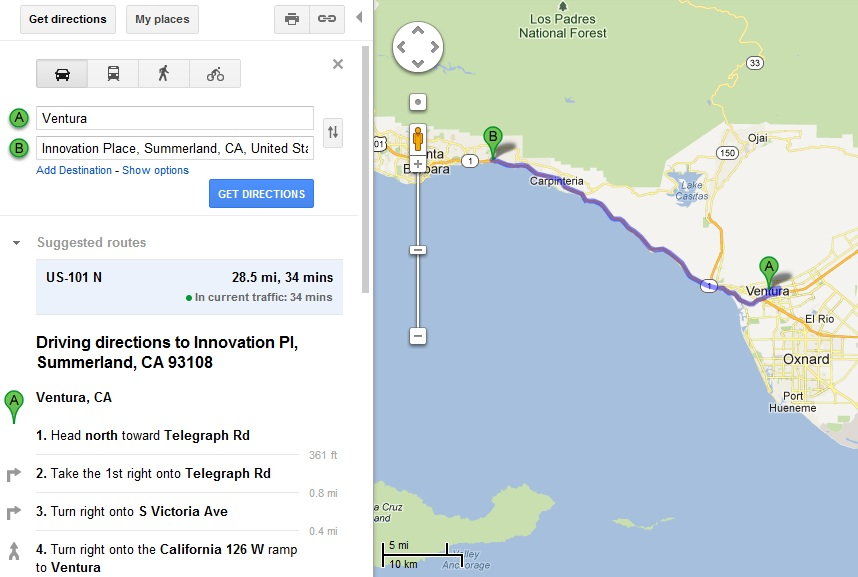 Get directions
My places
A
Ventura
B
Innovation Place, Summerland, CA, United Sta
Add Destination - Show options
GET DIRECTIONS
Suggested routes
US-101 N
28.5 mi, 34 mins
In current traffic: 34 mins
Driving directions to Innovation Pl,
Summerland, CA 93108
A
Ventura, CA
1. Head north toward Telegraph Rd
361 ft
2. Take the 1st right onto Telegraph Rd
0.8 mi
3. Turn right onto S Victoria Ave
0.4 mi
4. Turn right onto the California 126 W ramp
to Ventura
Los Padres
National Forest
33
B
Ojai
01
nta
150
1
Barbara
Carpinteria
Lake
Casitas
A
1
Ventura
El Rio
Oxnard
Port
Hueneme
a Cruz
and
5 mi
10 km
Valley
Anchorage